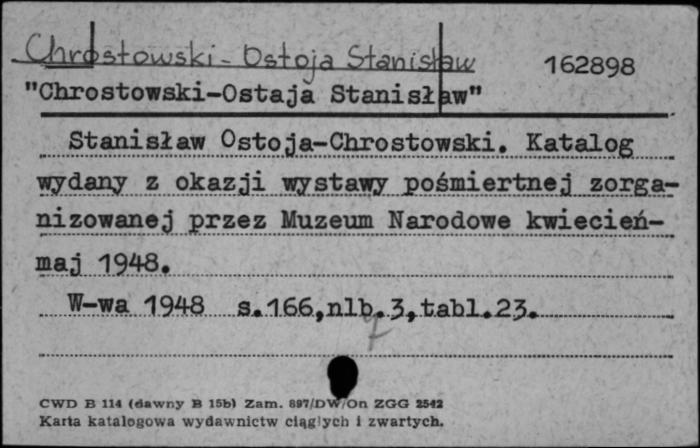 Chrostowski - Ostoja Stanisław
162898
"Chrostowski-Ostaja Stanisław"
Stanisław Ostoja-Chrostowski. Katalog
wydany z okazji wystawy pośmiertnej zorga-
nizowanej przez Muzeum Narodowe kwiecień-
maj 1948.
W-wa 1948 s.166,nlb.3,tabl.23.
CWD B 114 (dawny B 15b) Zam. 897/DW/On ZGG 2542
Karta katalogowa wydawnictw ciągłych i zwartych.